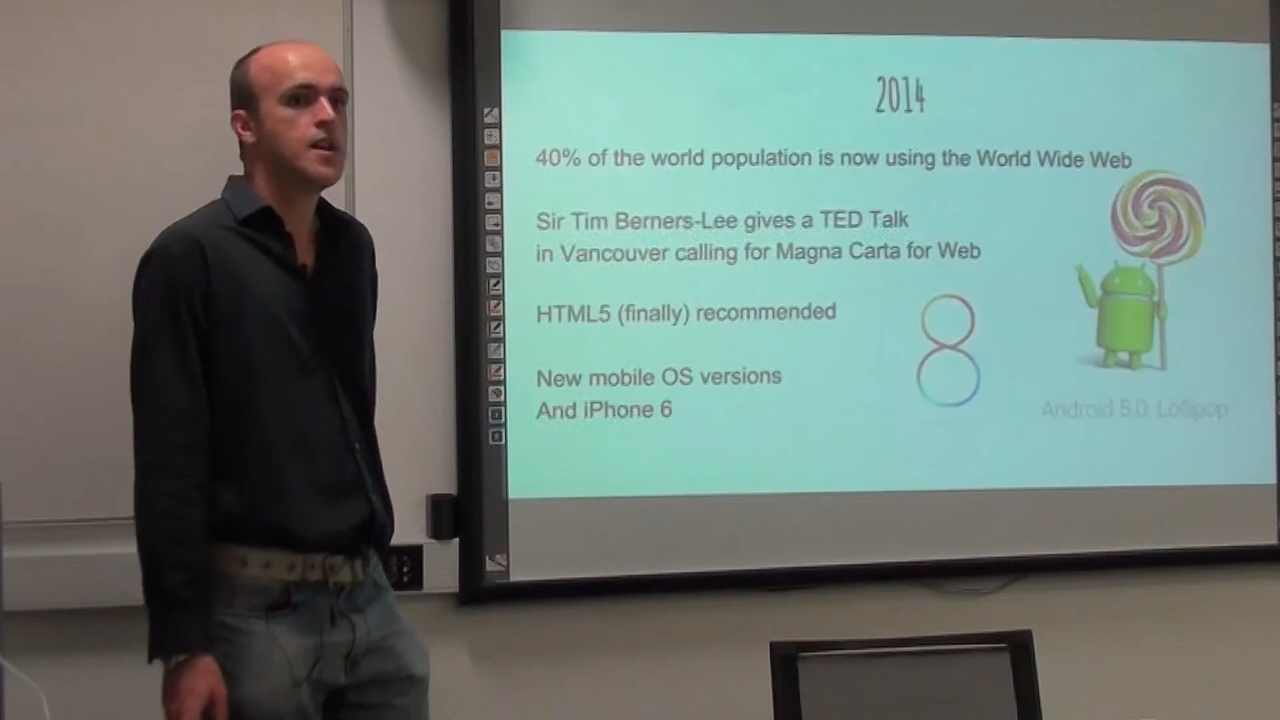 2014
40% of the world population is now using the World Wide Web
Sir Tim Berners-Lee gives a TED Talk
in Vancouver calling for Magna Carta for Web
HTML5 (finally) recommended
8
New mobile OS versions
And iPhone 6
Android 5.0, Lollipop